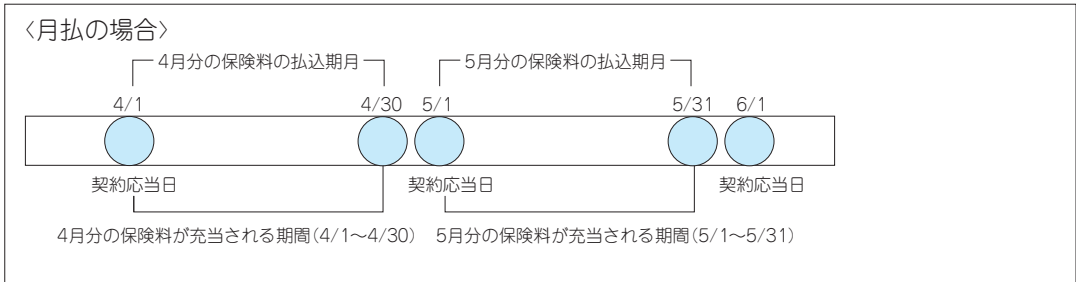 〈月払の場合〉
4月分の保険料の払込期月 5月分の保険料の払込期月
4/1 4/30 5/1 5/31 6/1
契約応当日 契約応当日 契約応当日
4月分の保険料が充当される期間(4/1〜4/30) 5月分の保険料が充当される期間(5/1〜5/31)